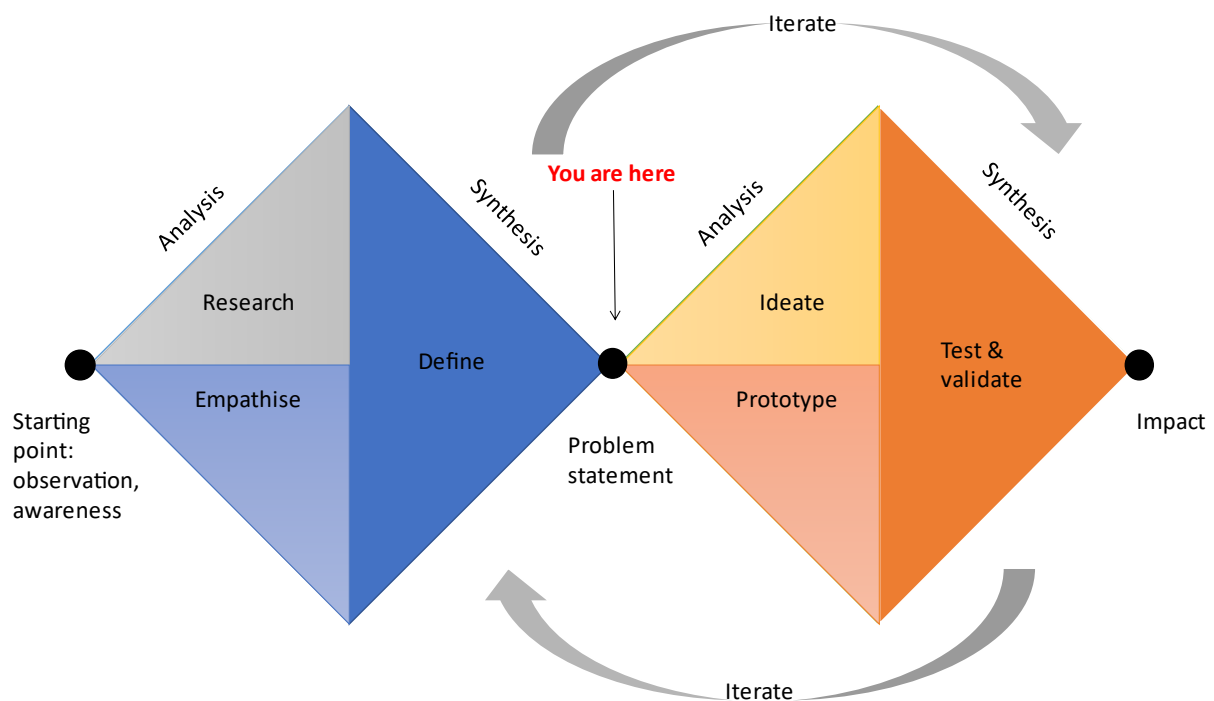 Iterate
You are here
Analysis
Synthesis
Analysis
Synthesis
Research
Empathise
Define
Ideate
Prototype
Test &
validate
Starting
point:
observation,
awareness
Problem
statement
Impact
Iterate